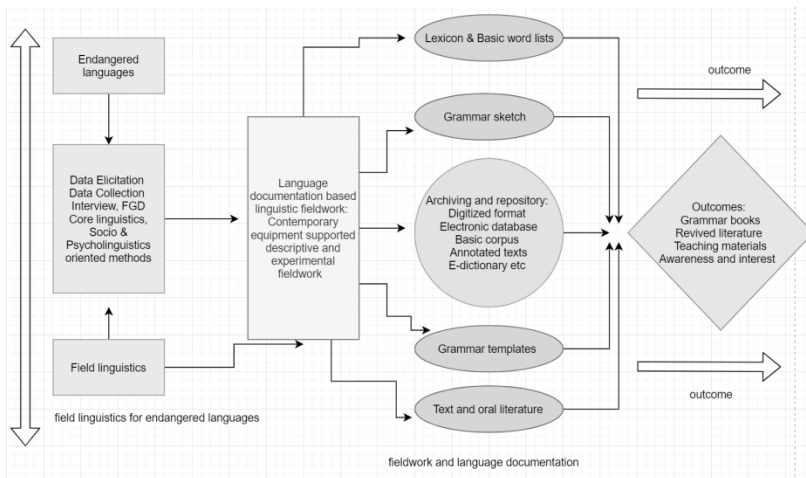 Endangered
languages
Data Elicitation
Data Collection
Interview, FGD
Core linguistics,
Socio &
Psycholinguistics
oriented methods
Field linguistics
field linguistics for endangered languages
Language
documentation based
linguistic fieldwork:
Contemporary
equipment supported
descriptive and
experimental
fieldwork
Lexicon & Basic word lists
Grammar sketch
Archiving and repository:
Digitized format
Electronic database
Basic corpus
Annotated texts
E-dictionary etc
Grammar templates
Text and oral literature
fieldwork and language documentation
outcome
Outcomes:
Grammar books
Revived literature
Teaching materials
Awareness and interest
outcome